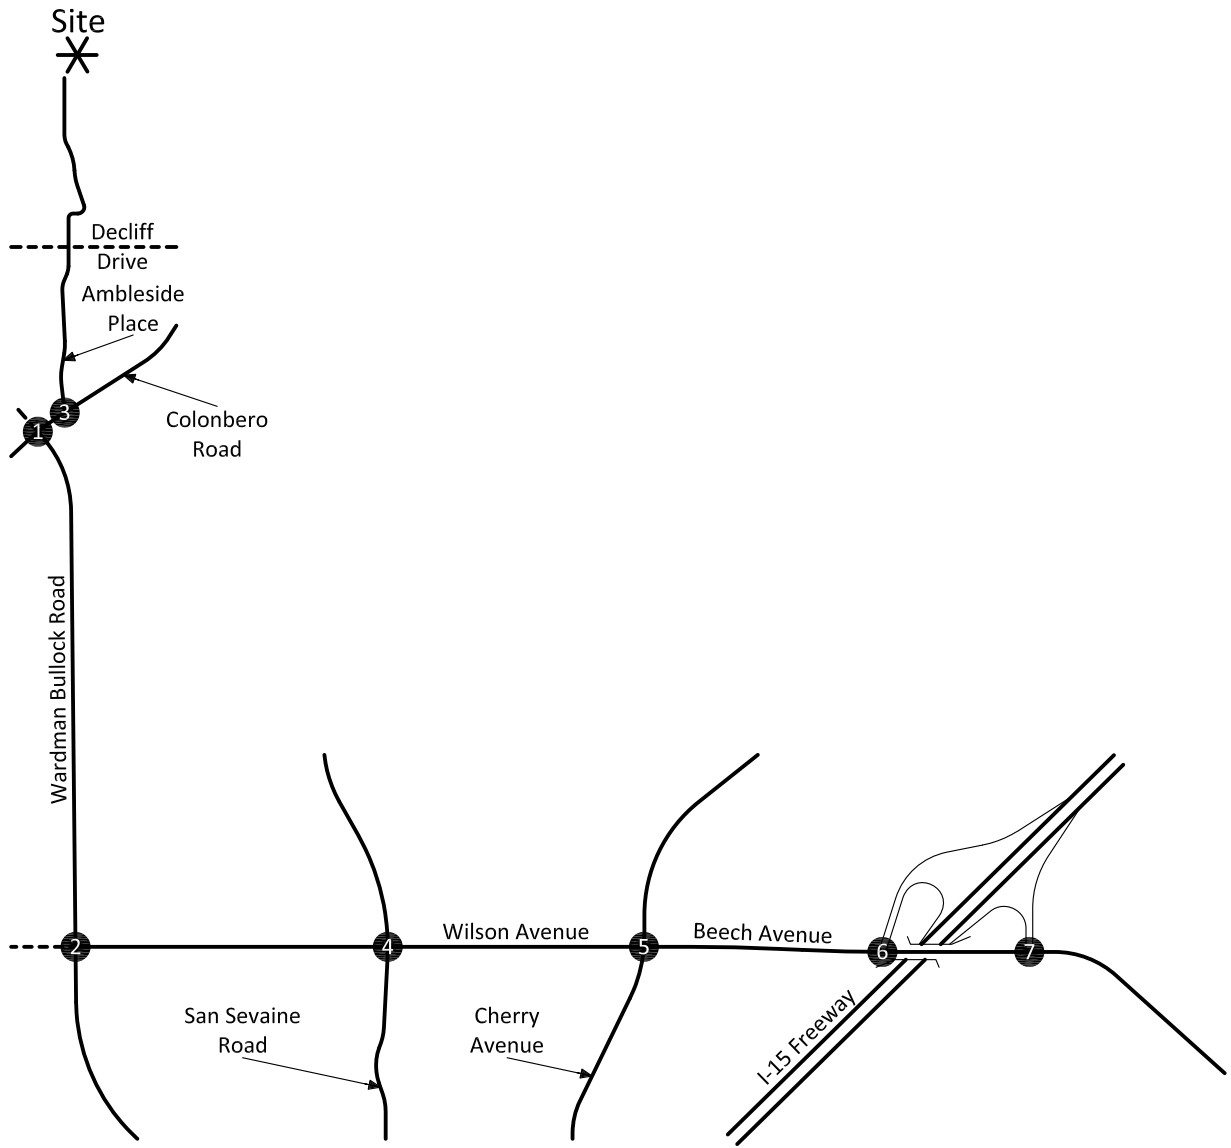 Site
Decliff
Drive
Ambleside
Place
3
1
Colonbero
Road
Wardman Bullock Road
2
4
Wilson Avenue
5
Beech Avenue
6
7
San Sevaine
Road
Cherry
Avenue
I-15 Freeway